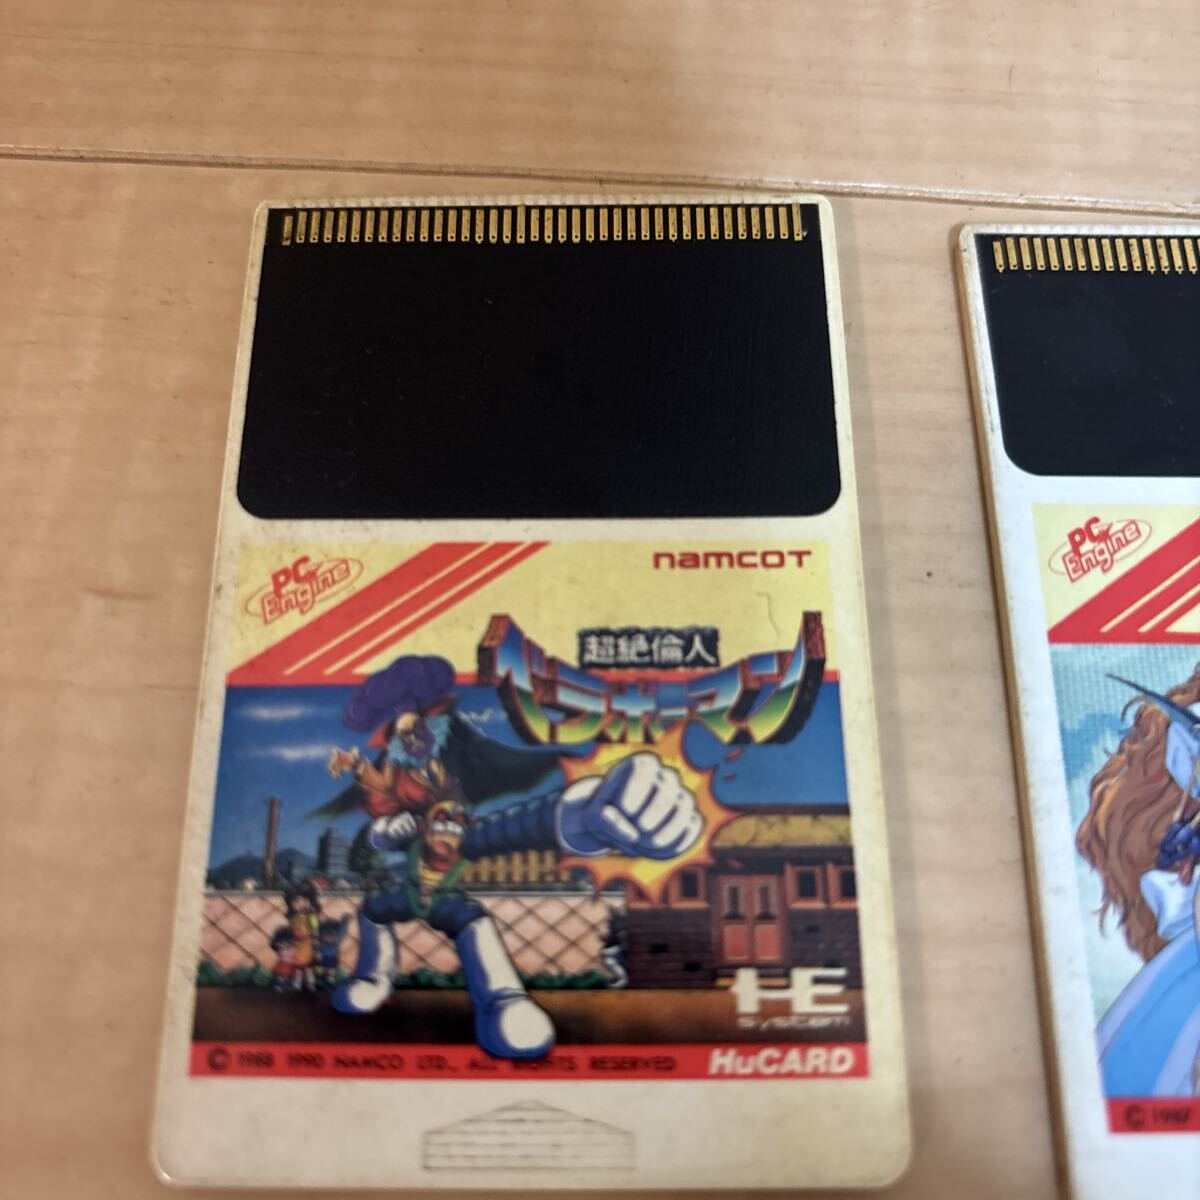 PC Engine
namcoT
超絶倫人
ベラボーマン
HE system
© 1988 1990 NAMCO LTD., ALL RIGHTS RESERVED
HuCARD
PC Engine
© 1987